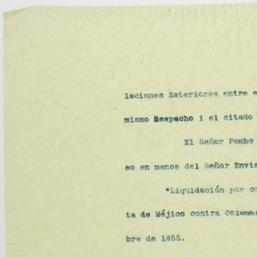 laciones Exteriores entre e
mismo Despacho i el citado
El Señor Pombo
so en manos del Señor Envia
"Liquidación por c
ta de Méjico contra Colomb
bre de 1855.